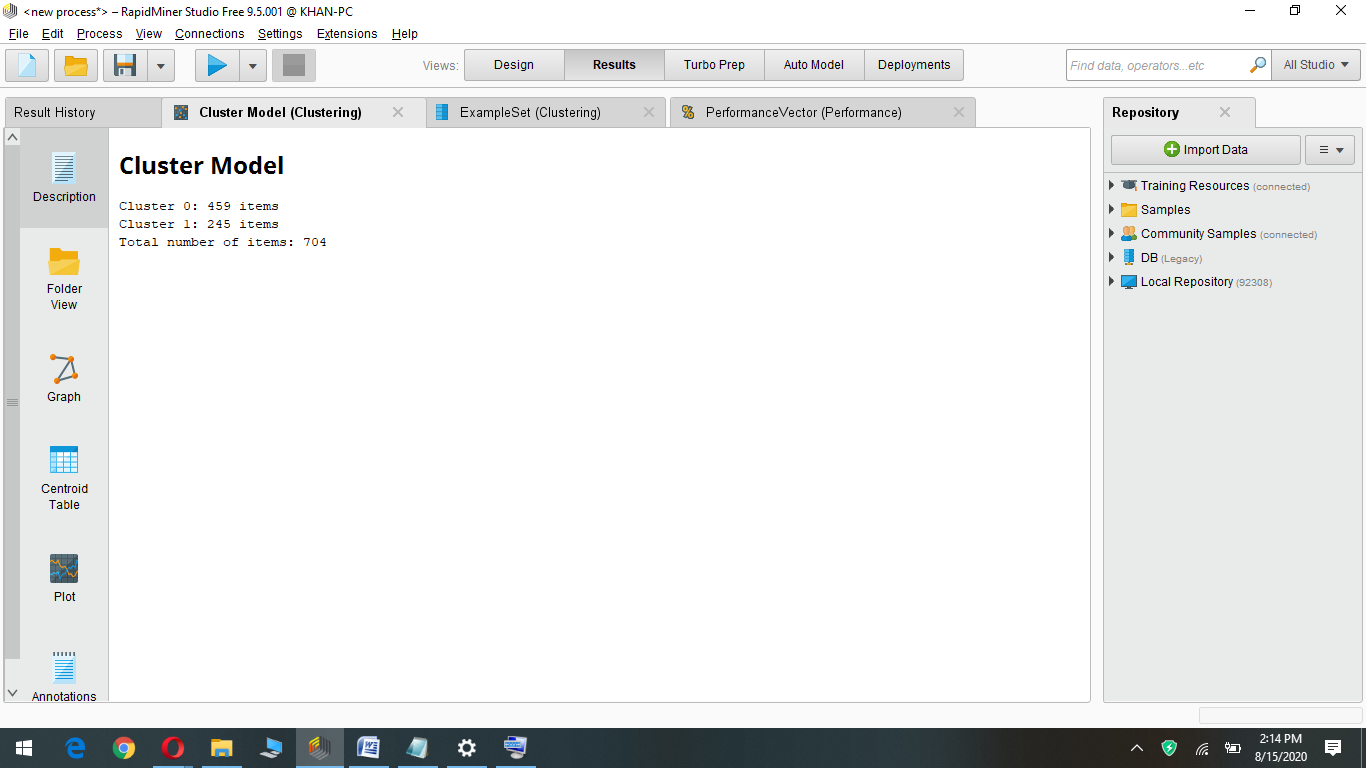 <new process*> – RapidMiner Studio Free 9.5.001 @ KHAN-PC
File Edit Process View Connections Settings Extensions Help
Views: Design Results Turbo Prep Auto Model Deployments Find data, operators...etc All Studio
Result History Cluster Model (Clustering) ExampleSet (Clustering) PerformanceVector (Performance) Repository
Import Data
Description
Folder
View
Graph
Centroid
Table
Plot
Annotations
Cluster Model
Cluster 0: 459 items
Cluster 1: 245 items
Total number of items: 704
Training Resources (connected)
Samples
Community Samples (connected)
DB (Legacy)
Local Repository (92308)
2:14 PM
8/15/2020